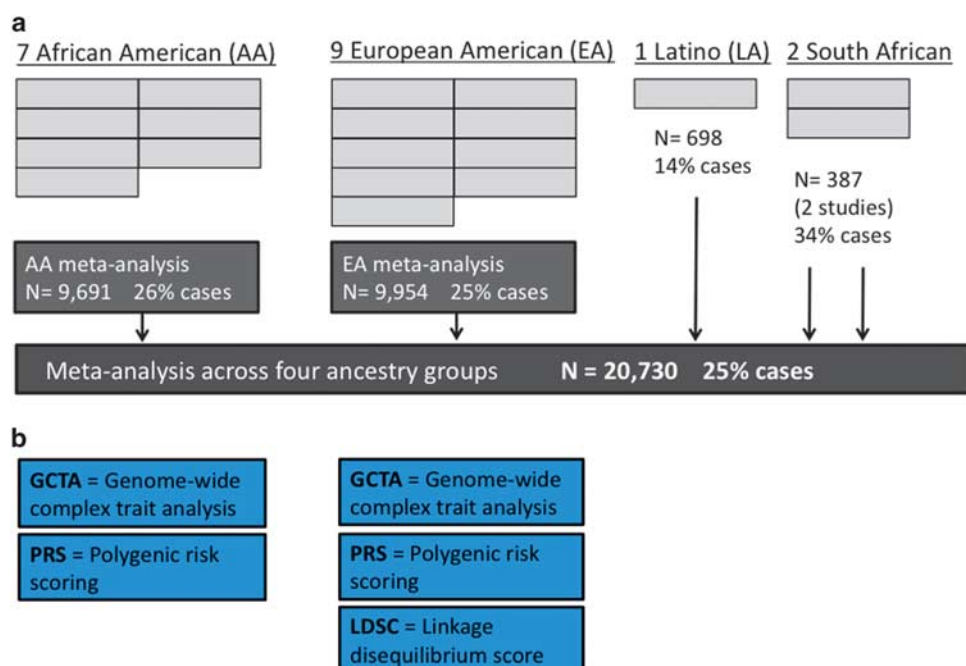 a
7 African American (AA)
9 European American (EA)
1 Latino (LA)
2 South African
N= 698
14% cases
N= 387
(2 studies)
34% cases
AA meta-analysis
N= 9,691 26% cases
EA meta-analysis
N= 9,954 25% cases
Meta-analysis across four ancestry groups N = 20,730 25% cases
b
GCTA = Genome-wide
complex trait analysis
PRS = Polygenic risk
scoring
GCTA = Genome-wide
complex trait analysis
PRS = Polygenic risk
scoring
LDSC = Linkage
disequilibrium score